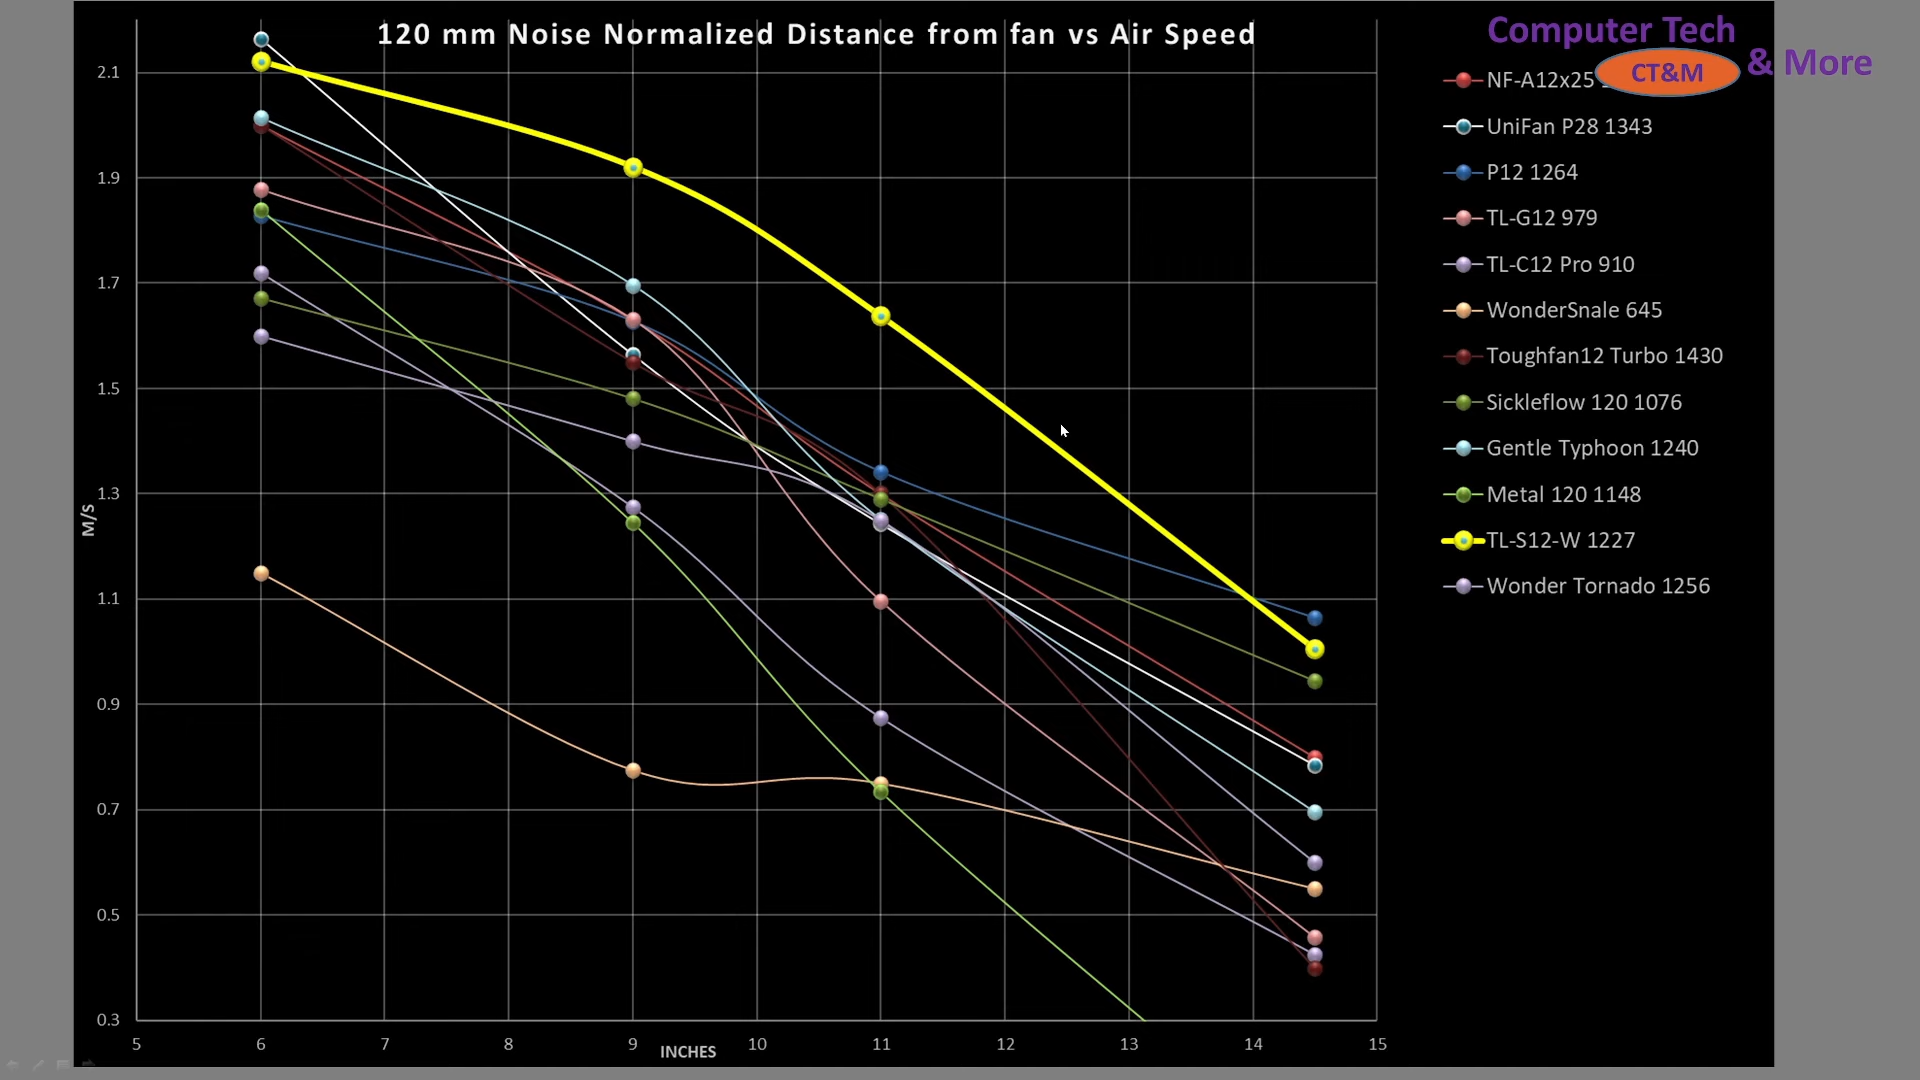 120 mm Noise Normalized Distance from fan vs Air Speed
Computer Tech
& More
CT&M
NF-A12x25
UniFan P28 1343
P12 1264
TL-G12 979
TL-C12 Pro 910
WonderSnale 645
Toughfan12 Turbo 1430
Sickleflow 120 1076
Gentle Typhoon 1240
Metal 120 1148
TL-S12-W 1227
Wonder Tornado 1256
M/S
2.1
1.9
1.7
1.5
1.3
1.1
0.9
0.7
0.5
0.3
5 6 7 8 9 10 11 12 13 14 15
INCHES